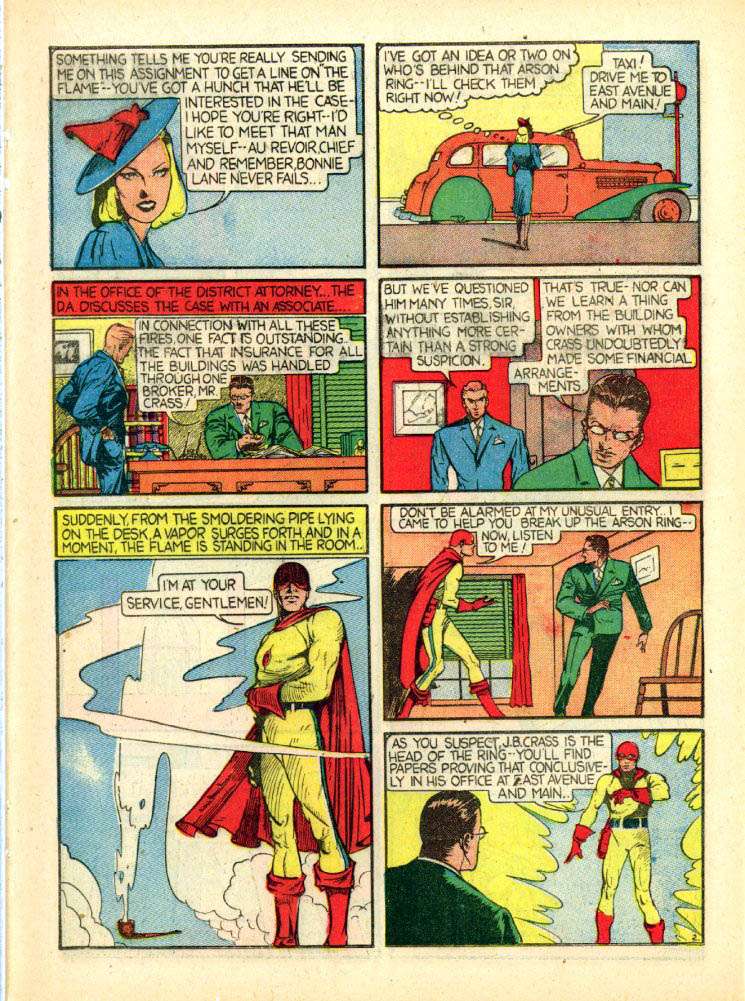 SOMETHING TELLS ME YOU'RE REALLY SENDING
ME ON THIS ASSIGNMENT TO GET A LINE ON "THE
FLAME"--YOU'VE GOT A HUNCH THAT HE'LL BE
INTERESTED IN THE CASE-
I HOPE YOU'RE RIGHT--I'D
LIKE TO MEET THAT MAN
MYSELF--AU REVOIR, CHIEF
AND REMEMBER, BONNIE
LANE NEVER FAILS...
I'VE GOT AN IDEA OR TWO ON
WHO'S BEHIND THAT ARSON
RING--I'LL CHECK THEM
RIGHT NOW!
TAXI!
DRIVE ME TO
EAST AVENUE
AND MAIN!
IN THE OFFICE OF THE DISTRICT ATTORNEY...THE
D.A. DISCUSSES THE CASE WITH AN ASSOCIATE....
IN CONNECTION WITH ALL THESE
FIRES, ONE FACT IS OUTSTANDING.
THE FACT THAT INSURANCE FOR ALL
THE BUILDINGS WAS HANDLED
THROUGH ONE
BROKER, MR.
CRASS!
BUT WE'VE QUESTIONED
HIM MANY TIMES, SIR,
WITHOUT ESTABLISHING
ANYTHING MORE CER-
TAIN THAN A STRONG
SUSPICION.
THAT'S TRUE-NOR CAN
WE LEARN A THING
FROM THE BUILDING
OWNERS WITH WHOM
CRASS UNDOUBTEDLY
MADE SOME FINANCIAL
ARRANGE-
MENTS.
SUDDENLY, FROM THE SMOLDERING PIPE LYING
ON THE DESK, A VAPOR SURGES FORTH, AND IN A
MOMENT, THE FLAME IS STANDING IN THE ROOM..
I'M AT YOUR
SERVICE, GENTLEMEN!
DON'T BE ALARMED AT MY UNUSUAL ENTRY.. I
CAME TO HELP YOU BREAK UP THE ARSON RING--
NOW, LISTEN
TO ME!
AS YOU SUSPECT, J.B. CRASS IS THE
HEAD OF THE RING--YOU'LL FIND
PAPERS PROVING THAT CONCLUSIVE-
LY IN HIS OFFICE AT EAST AVENUE
AND MAIN..
2